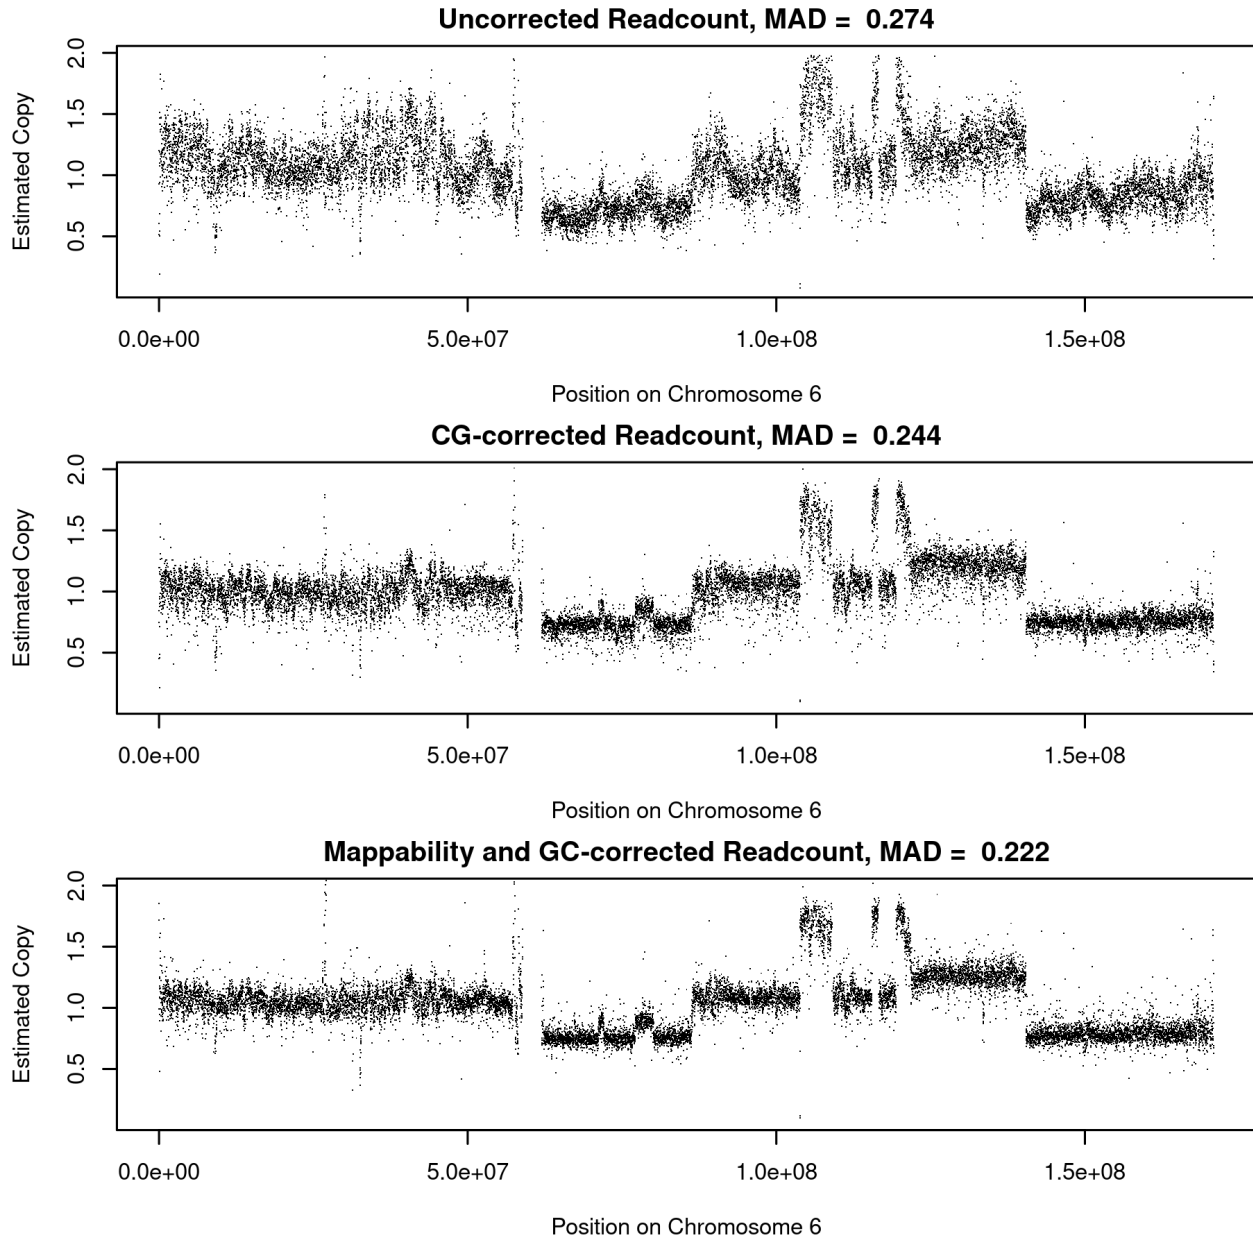 Uncorrected Readcount, MAD =  0.274
Estimated Copy
2.0
1.5
1.0
0.5
0.0e+00 5.0e+07 1.0e+08 1.5e+08
Position on Chromosome 6
CG-corrected Readcount, MAD =  0.244
Estimated Copy
2.0
1.5
1.0
0.5
0.0e+00 5.0e+07 1.0e+08 1.5e+08
Position on Chromosome 6
Mappability and GC-corrected Readcount, MAD =  0.222
Estimated Copy
2.0
1.5
1.0
0.5
0.0e+00 5.0e+07 1.0e+08 1.5e+08
Position on Chromosome 6